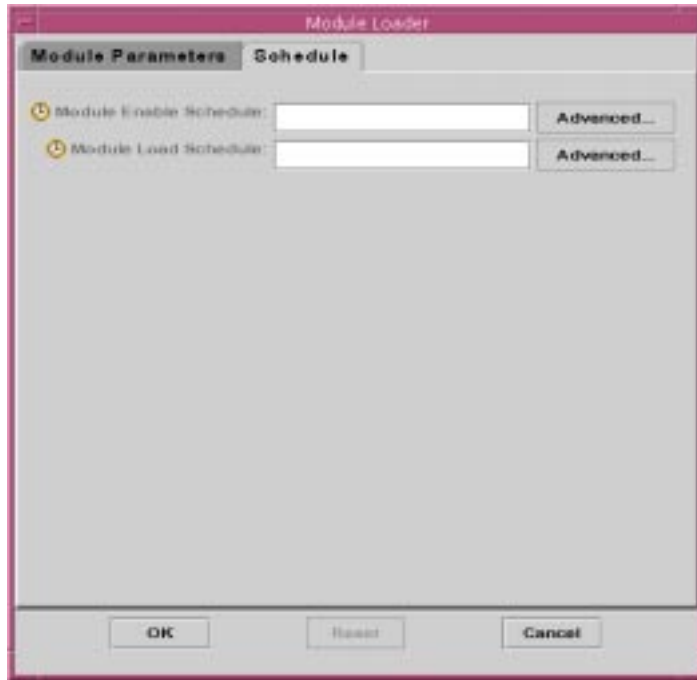 Module Loader
Module Parameters Schedule
Module Enable Schedule: Advanced...
Module Load Schedule: Advanced...
OK Reset Cancel